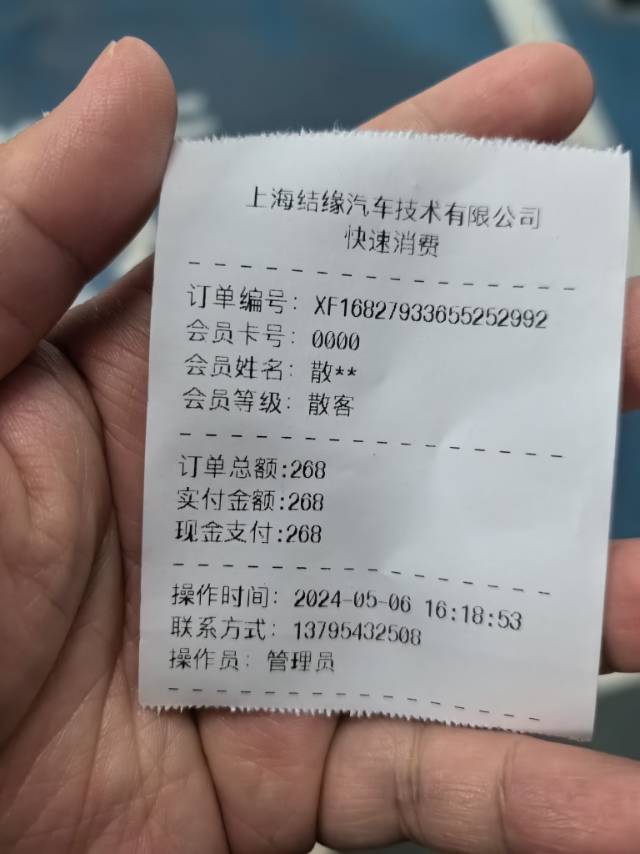 上海结缘汽车技术有限公司
快速消费
订单编号: XF16827933655252992
会员卡号: 0000
会员姓名: 散**
会员等级: 散客
订单总额:268
实付金额:268
现金支付:268
操作时间: 2024-05-06 16:18:53
联系方式: 13795432508
操作员: 管理员